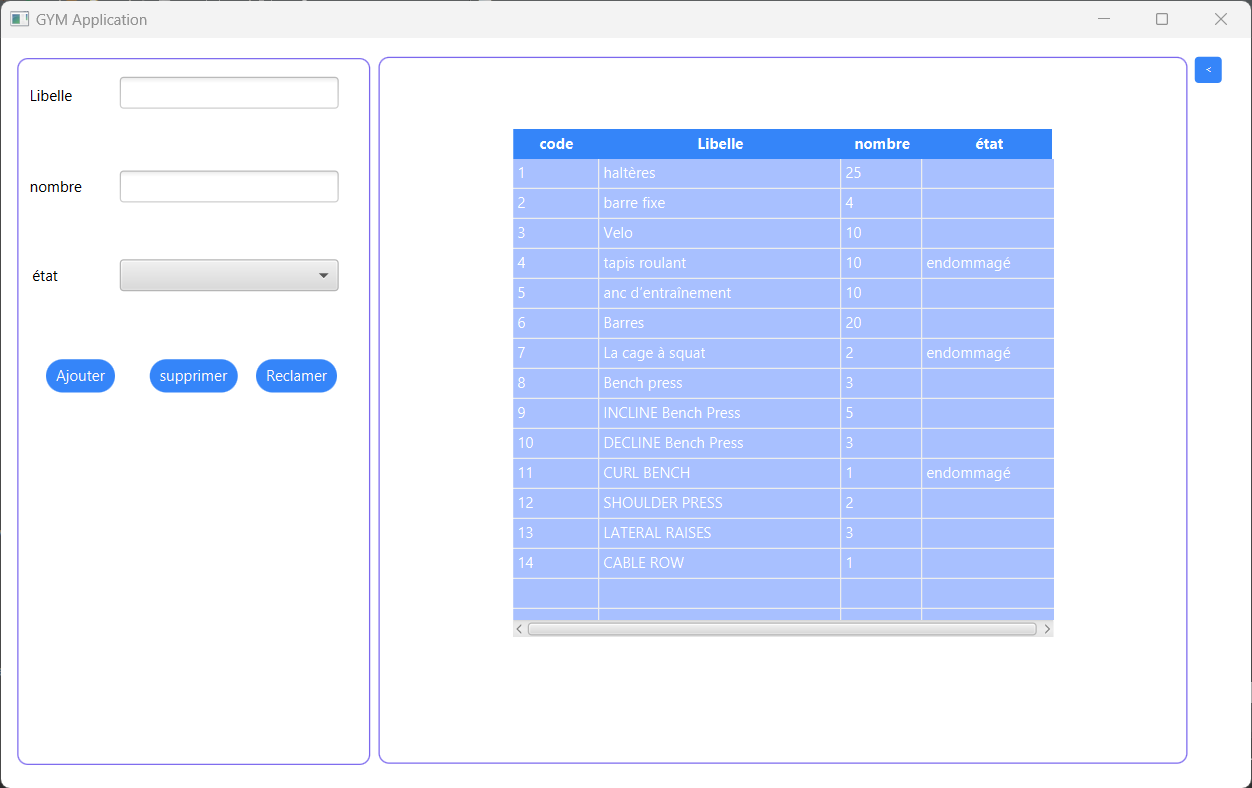 GYM Application
<
Libelle
nombre
état
Ajouter supprimer Reclamer
code Libelle nombre état
1 haltères 25
2 barre fixe 4
3 Velo 10
4 tapis roulant 10 endommagé
5 anc d'entraînement 10
6 Barres 20
7 La cage à squat 2 endommagé
8 Bench press 3
9 INCLINE Bench Press 5
10 DECLINE Bench Press 3
11 CURL BENCH 1 endommagé
12 SHOULDER PRESS 2
13 LATERAL RAISES 3
14 CABLE ROW 1